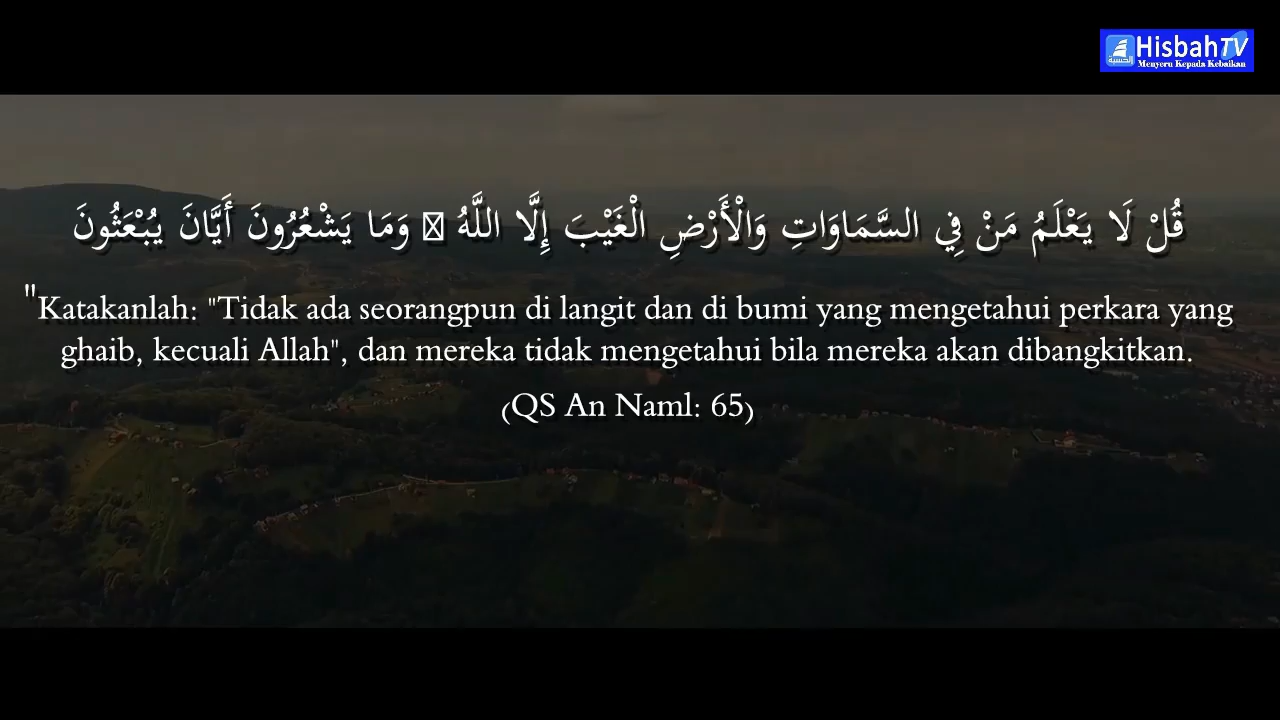 HisbahTV
Menyeru Kepada Kebaikan
الحسبة
قُلْ لَا يَعْلَمُ مَنْ فِي السَّمَاوَاتِ وَالْأَرْضِ الْغَيْبَ إِلَّا اللَّهُ ۚ وَمَا يَشْعُرُونَ أَيَّانَ يُبْعَثُونَ
"Katakanlah: "Tidak ada seorangpun di langit dan di bumi yang mengetahui perkara yang
ghaib, kecuali Allah", dan mereka tidak mengetahui bila mereka akan dibangkitkan.
(QS An Naml: 65)